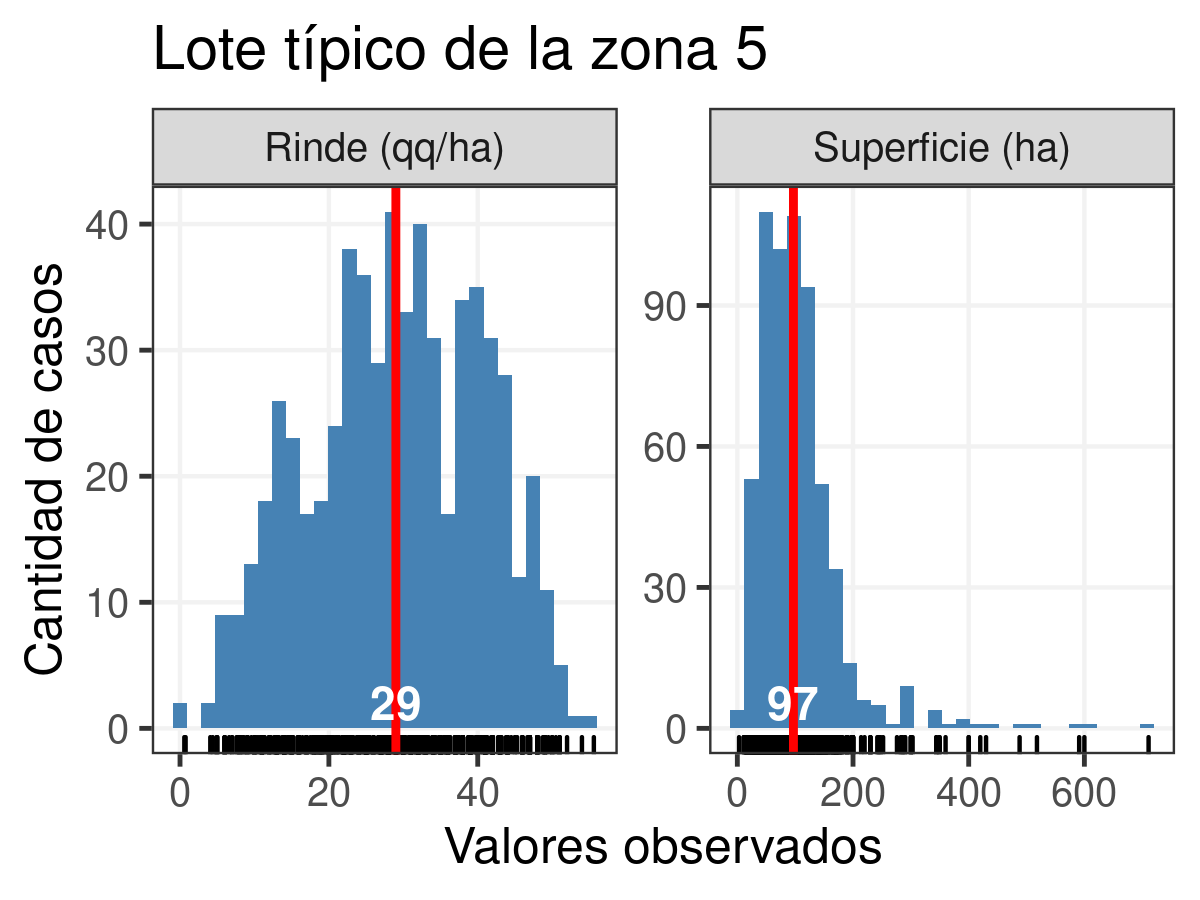 Lote típico de la zona 5
Rinde (qq/ha)
Superficie (ha)
Cantidad de casos
40
30
20
10
0
29
0 20 40
90
60
30
0
97
0 200 400 600
Valores observados